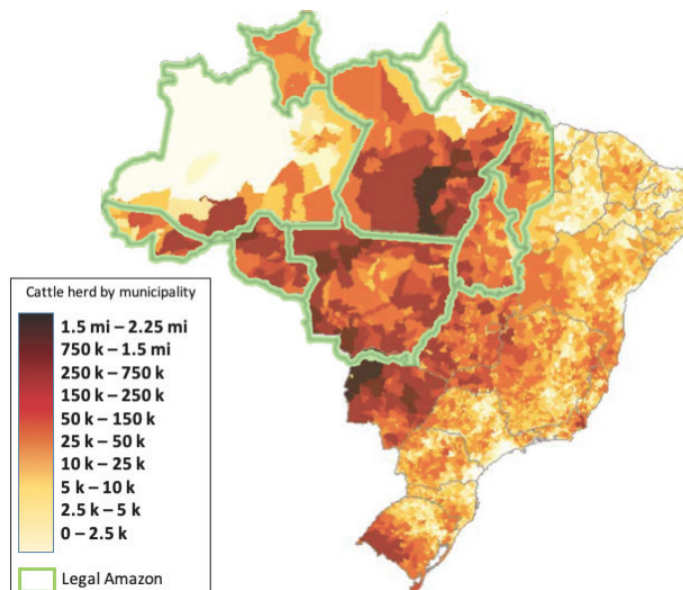 Cattle herd by municipality
1.5 mi – 2.25 mi
750 k – 1.5 mi
250 k – 750 k
150 k – 250 k
50 k – 150 k
25 k – 50 k
10 k – 25 k
5 k – 10 k
2.5 k – 5 k
0 – 2.5 k
Legal Amazon